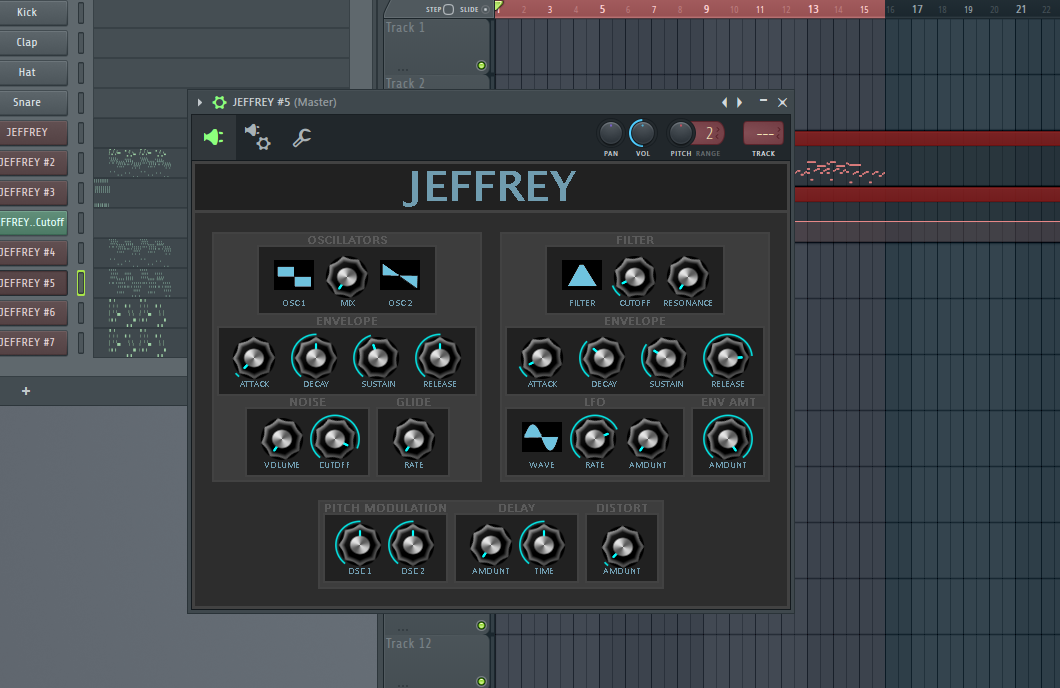 STEP SLIDE
1 2 3 4 5 6 7 8 9 10 11 12 13 14 15 16 17 18 19 20 21 22
Kick
Clap
Hat
Snare
JEFFREY
JEFFREY #2
JEFFREY #3
FFREY..Cutoff
JEFFREY #4
JEFFREY #5
JEFFREY #6
JEFFREY #7
+
Track 1
...
Track 2
JEFFREY #5 (Master)
2
---
PAN VOL PITCH RANGE TRACK
JEFFREY
OSCILLATORS
OSC1 MIX OSC2
ENVELOPE
ATTACK DECAY SUSTAIN RELEASE
NOISE GLIDE
VOLUME CUTOFF RATE
FILTER
FILTER CUTOFF RESONANCE
ENVELOPE
ATTACK DECAY SUSTAIN RELEASE
LFO ENV AMT
WAVE RATE AMOUNT AMOUNT
PITCH MODULATION DELAY DISTORT
OSC1 OSC2 AMOUNT TIME AMOUNT
...
Track 12
...